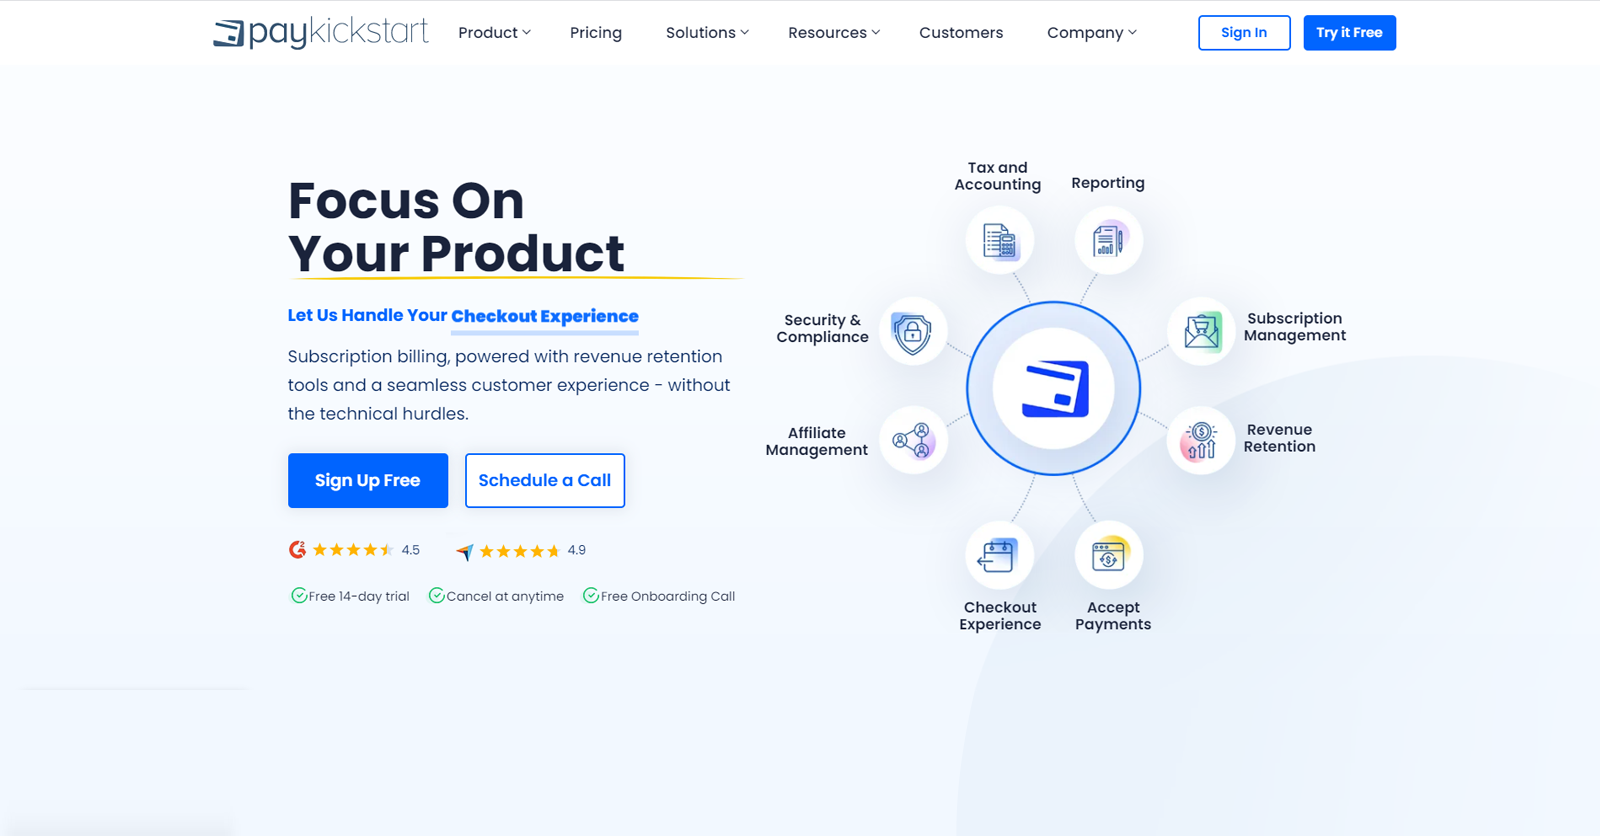 paykickstart
Product
Pricing
Solutions
Resources
Customers
Company
Sign In
Try it Free
Focus On
Your Product
Let Us Handle Your Checkout Experience
Subscription billing, powered with revenue retention
tools and a seamless customer experience - without
the technical hurdles.
Sign Up Free
Schedule a Call
G2
4.5
4.9
Free 14-day trial
Cancel at anytime
Free Onboarding Call
Tax and
Accounting
Reporting
Security &
Compliance
Subscription
Management
Affiliate
Management
Revenue
Retention
Checkout
Experience
Accept
Payments